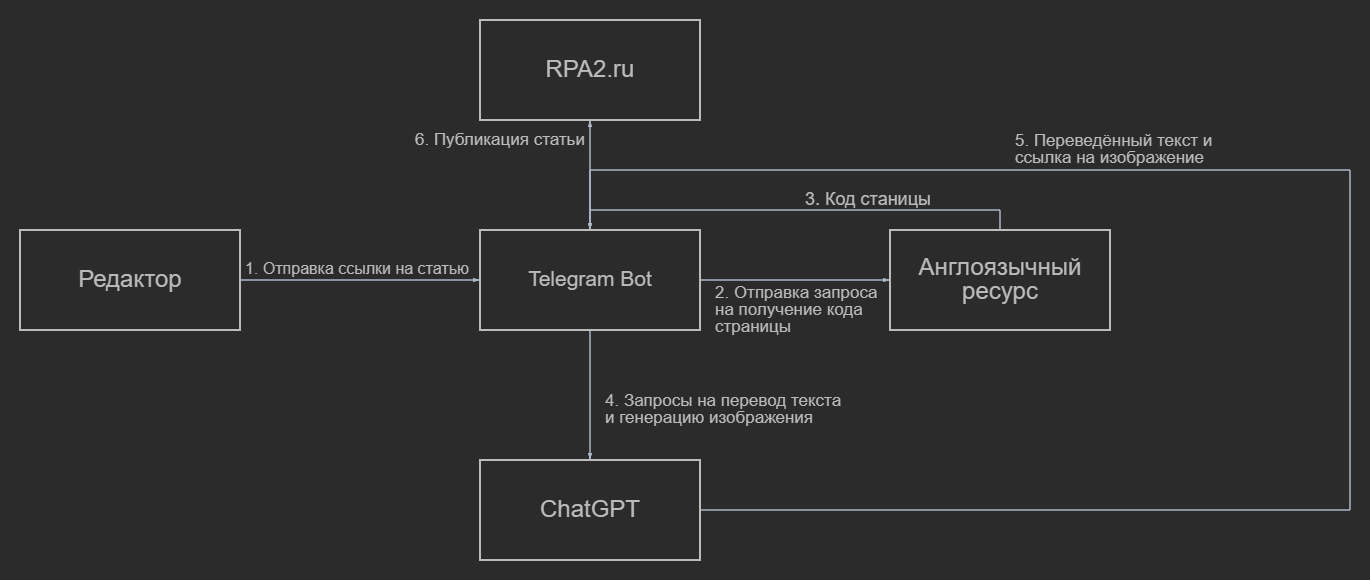 RPA2.ru
6. Публикация статьи
5. Переведённый текст и
ссылка на изображение
3. Код станицы
Редактор
1. Отправка ссылки на статью
Telegram Bot
2. Отправка запроса
на получение кода
страницы
Англоязычный
ресурс
4. Запросы на перевод текста
и генерацию изображения
ChatGPT